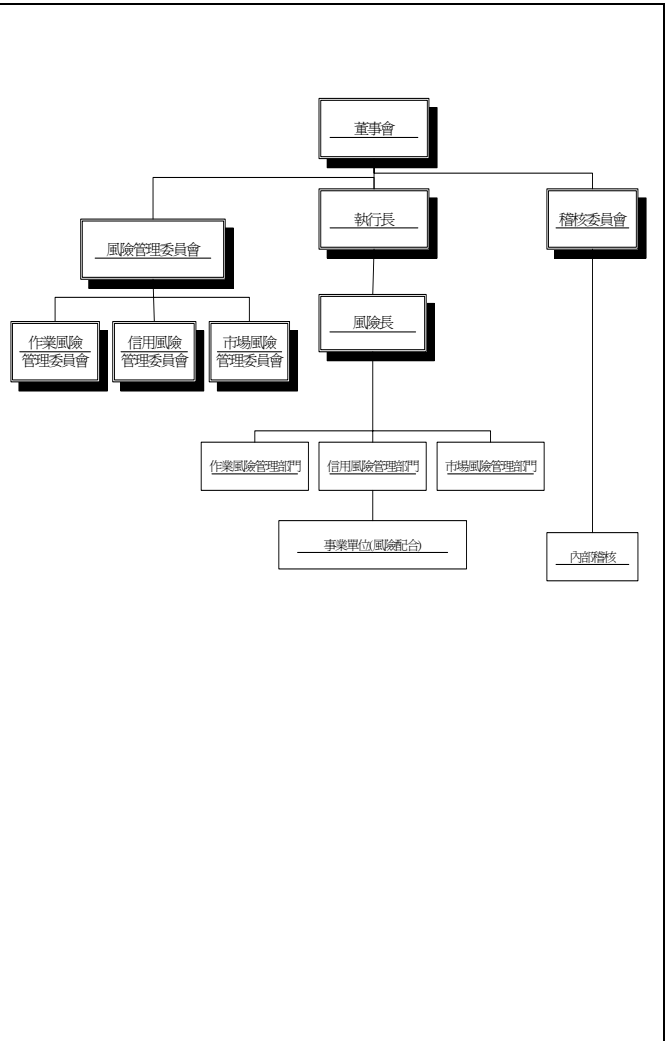 董事會
執行長
稽核委員會
風險管理委員會
風險長
作業風險
管理委員會
信用風險
管理委員會
市場風險
管理委員會
作業風險管理部門
信用風險管理部門
市場風險管理部門
事業單位(風險配合)
內部稽核